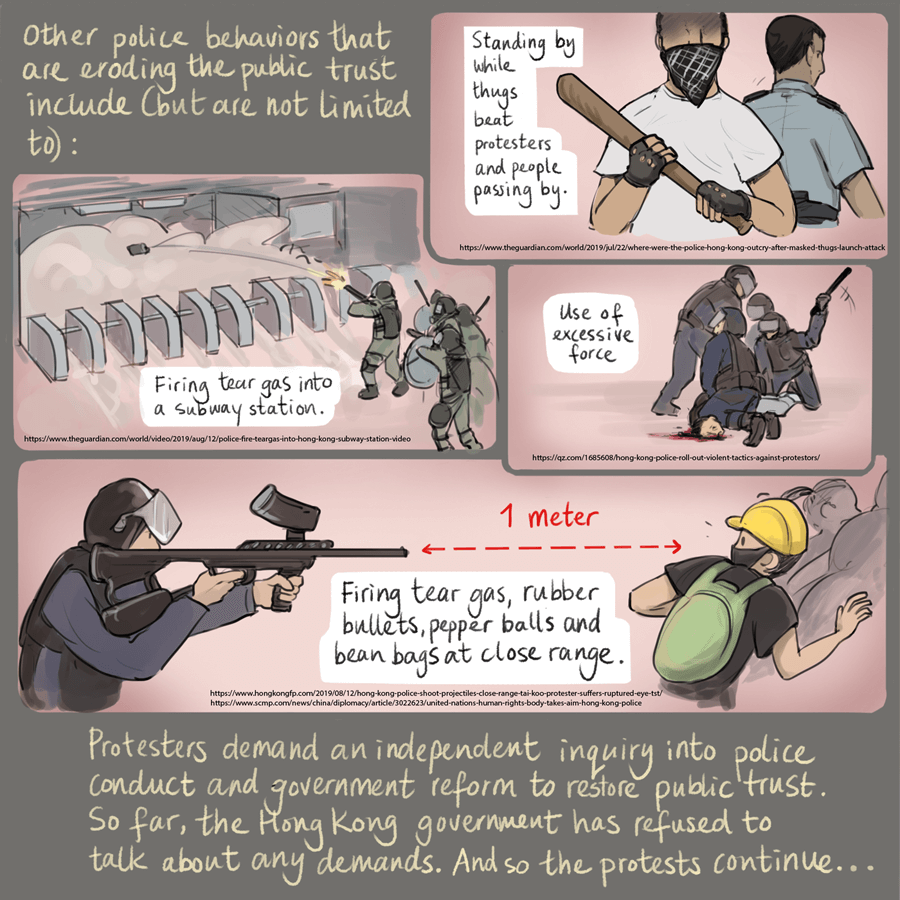 Other police behaviors that
are eroding the public trust
include (but are not limited
to):
Standing by
while
thugs
beat
protesters
and people
passing by.
https://www.theguardian.com/world/2019/jul/22/where-were-the-police-hong-kong-outcry-after-masked-thugs-launch-attack
Firing tear gas into
a subway station.
https://www.theguardian.com/world/video/2019/aug/12/police-fire-teargas-into-hong-kong-subway-station-video
Use of
excessive
force
https://qz.com/1685608/hong-kong-police-roll-out-violent-tactics-against-protestors/
1 meter
Firing tear gas, rubber
bullets, pepper balls and
bean bags at close range.
https://www.hongkongfp.com/2019/08/12/hong-kong-police-shoot-projectiles-close-range-tai-koo-protester-suffers-ruptured-eye-tst/
https://www.scmp.com/news/china/diplomacy/article/3022623/united-nations-human-rights-body-takes-aim-hong-kong-police
Protesters demand an independent inquiry into police
conduct and government reform to restore public trust.
So far, the Hong Kong government has refused to
talk about any demands. And so the protests continue...